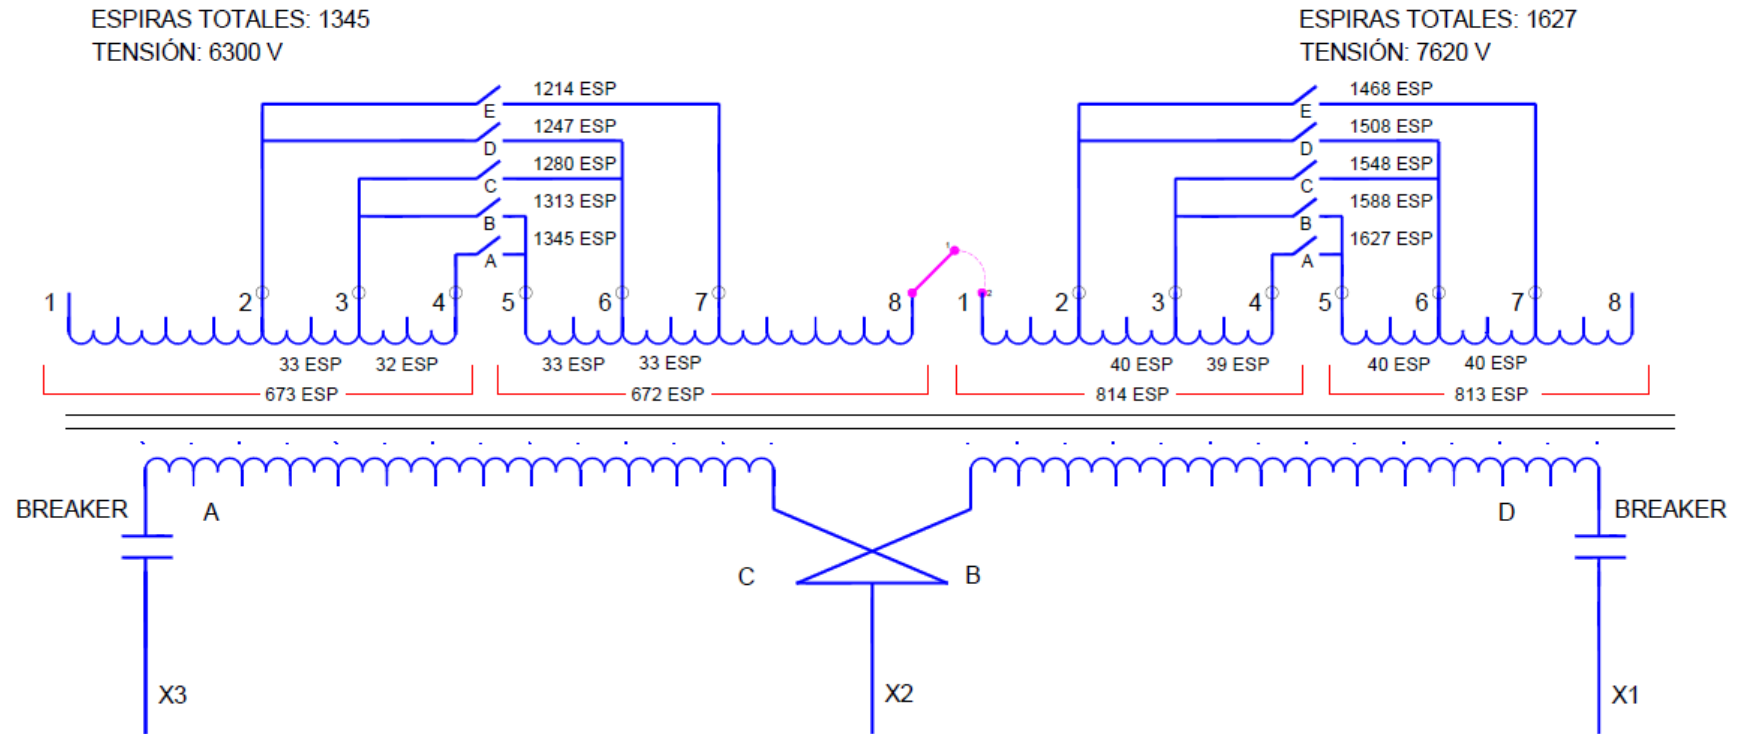 ESPIRAS TOTALES: 1345
TENSIÓN: 6300 V
ESPIRAS TOTALES: 1627
TENSIÓN: 7620 V
1214 ESP
E
1247 ESP
D
1280 ESP
C
1313 ESP
B
1345 ESP
A
1468 ESP
E
1508 ESP
D
1548 ESP
C
1588 ESP
B
1627 ESP
A
1 2 3 4 5 6 7 8
1 2
1 2 3 4 5 6 7 8
33 ESP 32 ESP 33 ESP 33 ESP
40 ESP 39 ESP 40 ESP 40 ESP
673 ESP 672 ESP 814 ESP 813 ESP
BREAKER A D BREAKER
C B
X3 X2 X1